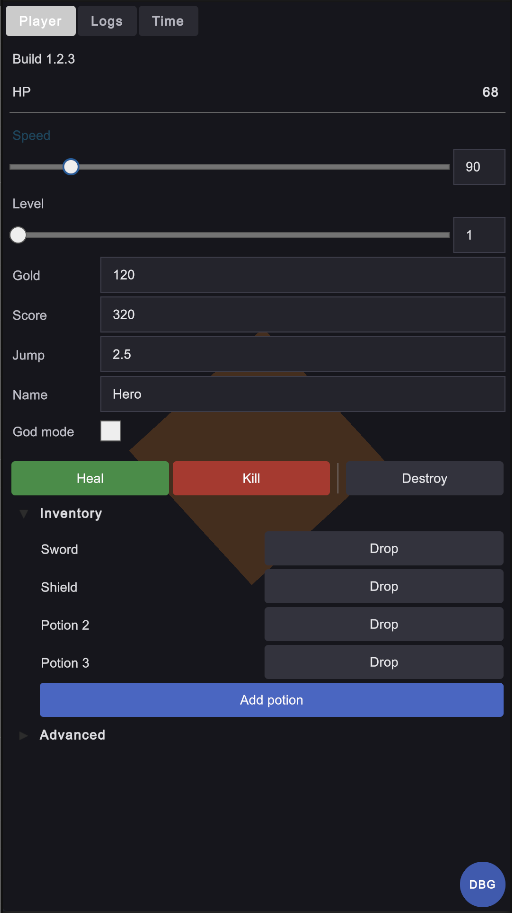 Player Logs Time
Build 1.2.3
HP 68
Speed
90
Level
1
Gold 120
Score 320
Jump 2.5
Name Hero
God mode
Heal Kill Destroy
Inventory
Sword Drop
Shield Drop
Potion 2 Drop
Potion 3 Drop
Add potion
Advanced
DBG